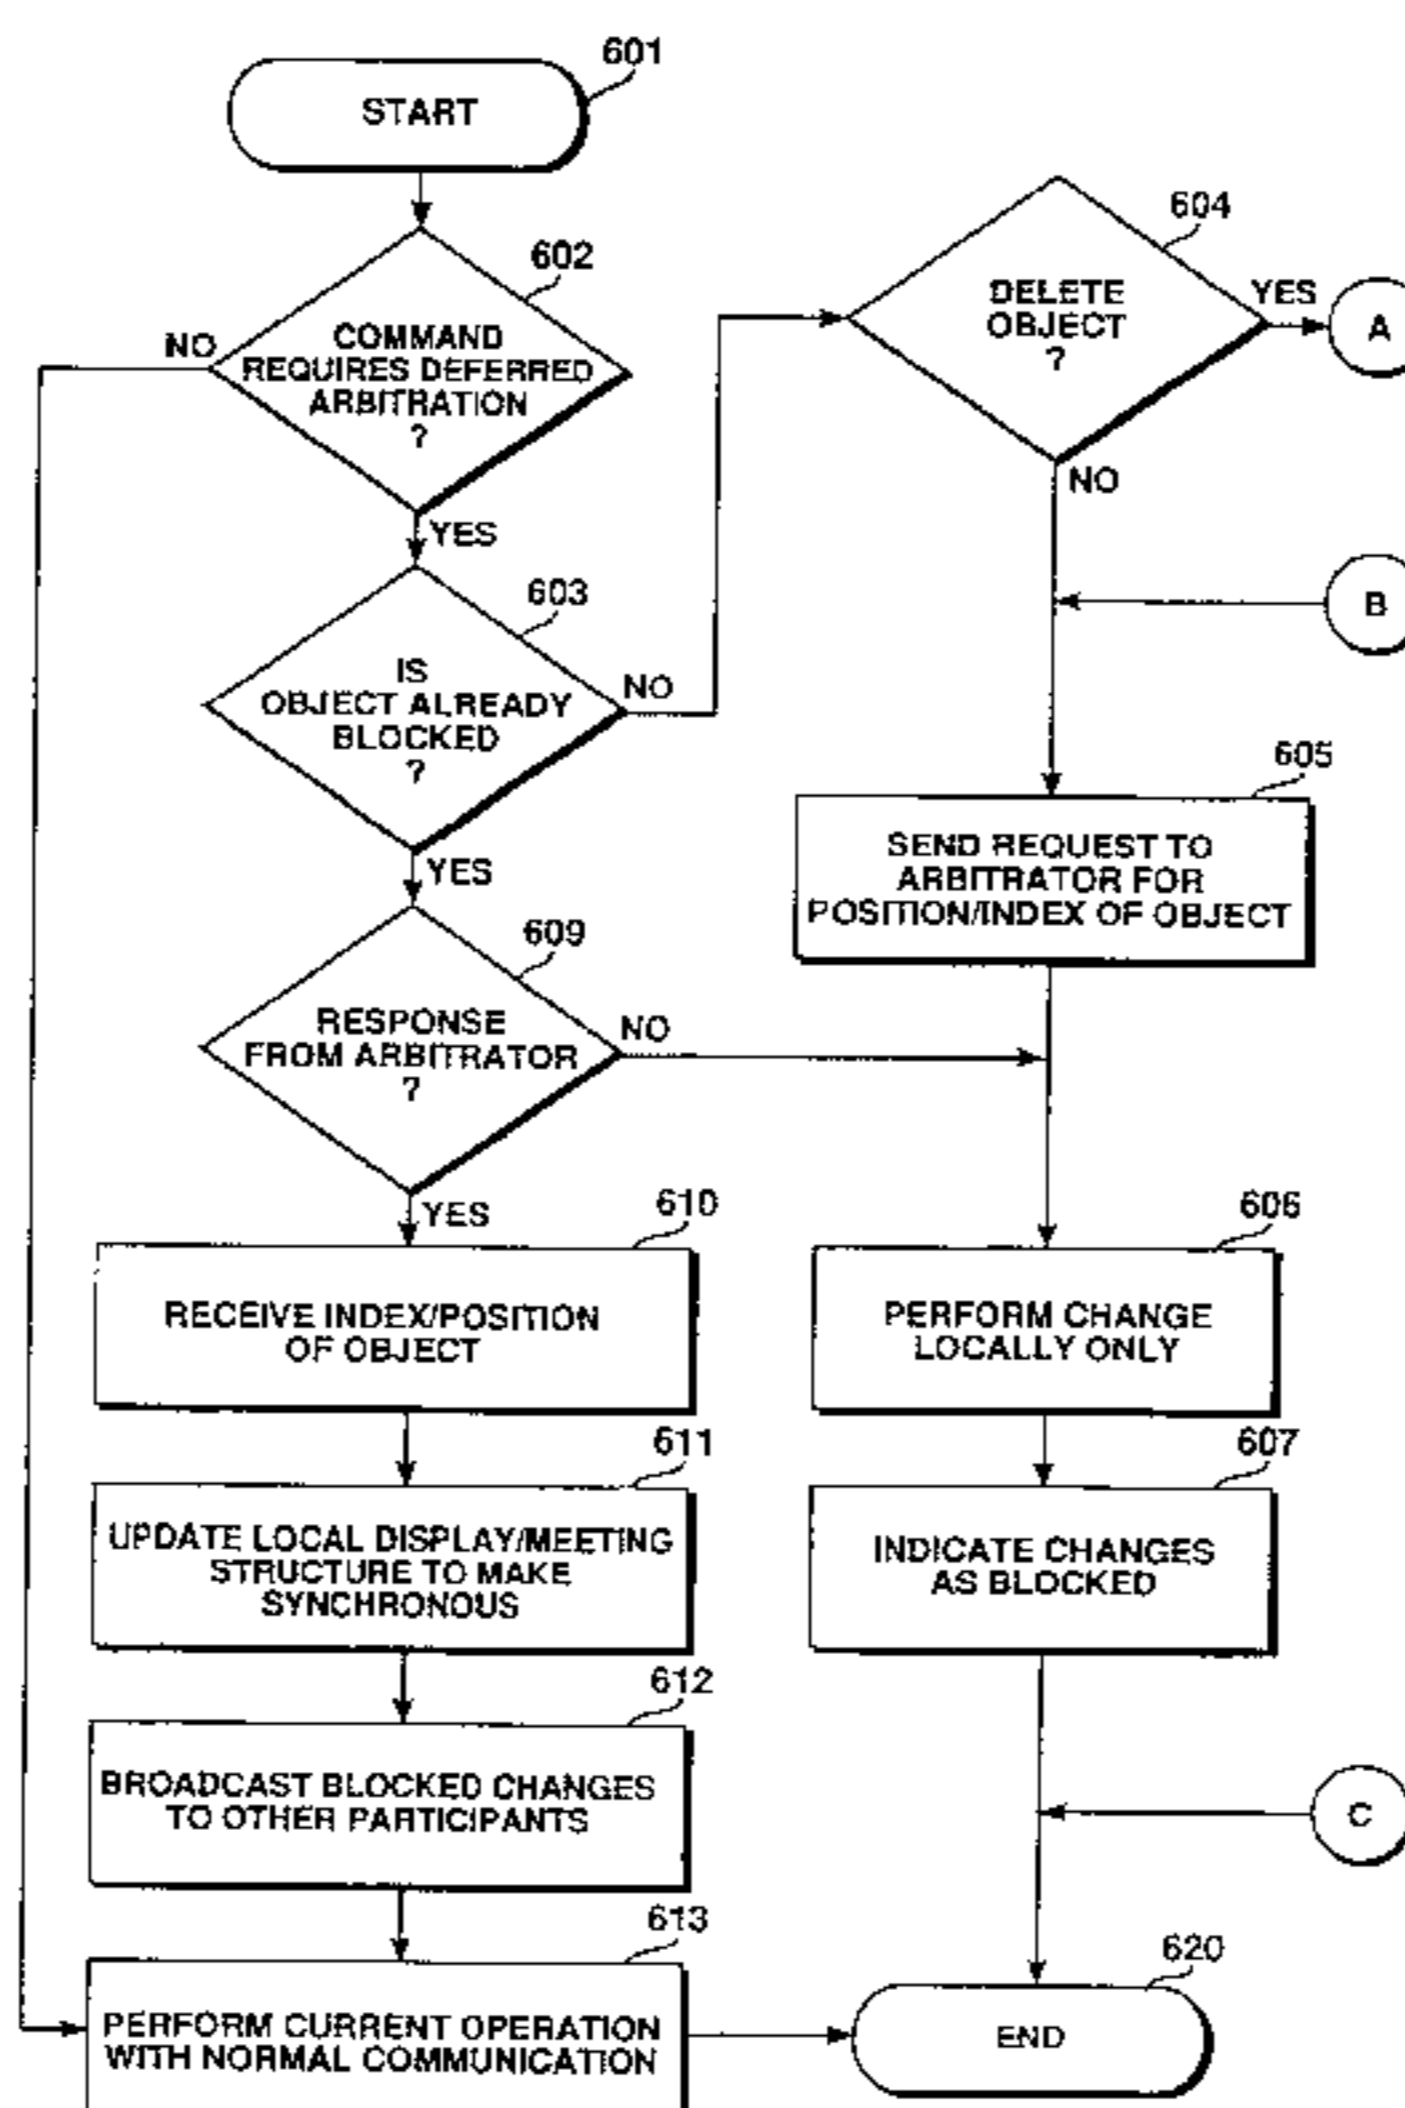 601
START
602
NO
COMMAND
REQUIRES DEFERRED
ARBITRATION
?
YES
603
IS
OBJECT ALREADY
BLOCKED
?
NO
YES
609
RESPONSE
FROM ARBITRATOR
?
NO
YES
610
RECEIVE INDEX/POSITION
OF OBJECT
611
UPDATE LOCAL DISPLAY/MEETING
STRUCTURE TO MAKE
SYNCHRONOUS
612
BROADCAST BLOCKED CHANGES
TO OTHER PARTICIPANTS
613
PERFORM CURRENT OPERATION
WITH NORMAL COMMUNICATION
604
DELETE
OBJECT
?
YES
A
NO
B
605
SEND REQUEST TO
ARBITRATOR FOR
POSITION/INDEX OF OBJECT
606
PERFORM CHANGE
LOCALLY ONLY
607
INDICATE CHANGES
AS BLOCKED
C
620
END